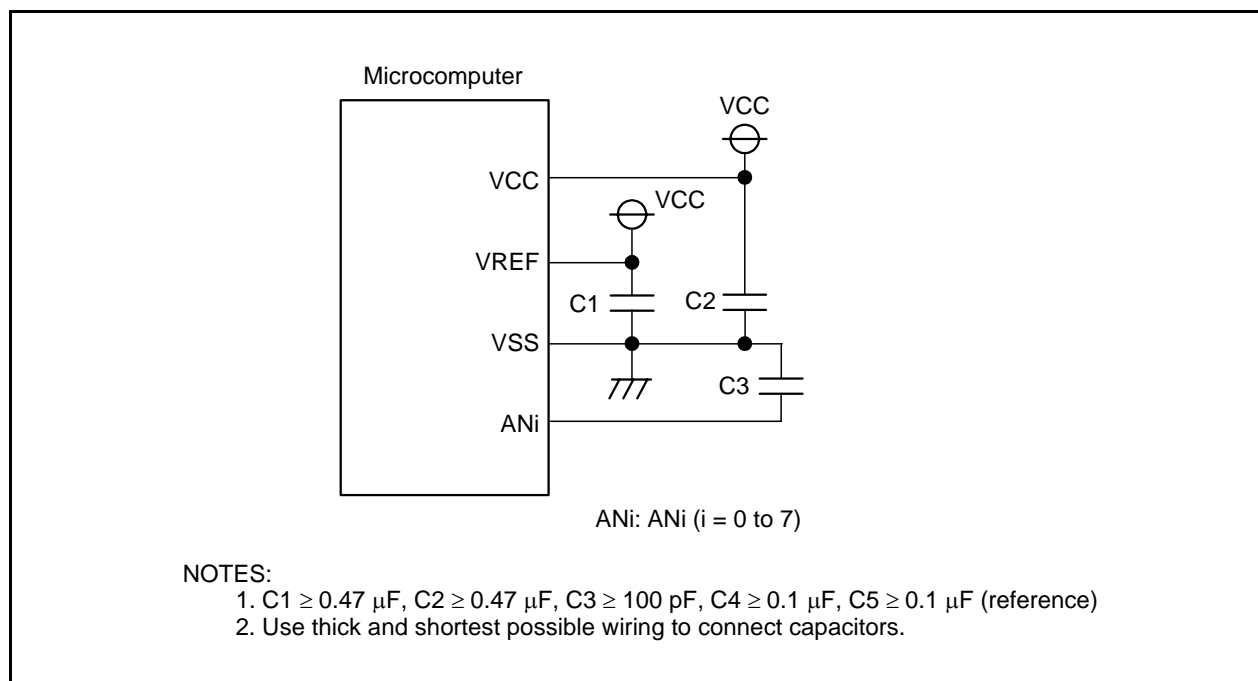 Microcomputer
VCC
VCC
VCC
VREF
C1
C2
VSS
C3
ANi
ANi: ANi (i = 0 to 7)
NOTES:
1. C1 ≥ 0.47 μF, C2 ≥ 0.47 μF, C3 ≥ 100 pF, C4 ≥ 0.1 μF, C5 ≥ 0.1 μF (reference)
2. Use thick and shortest possible wiring to connect capacitors.